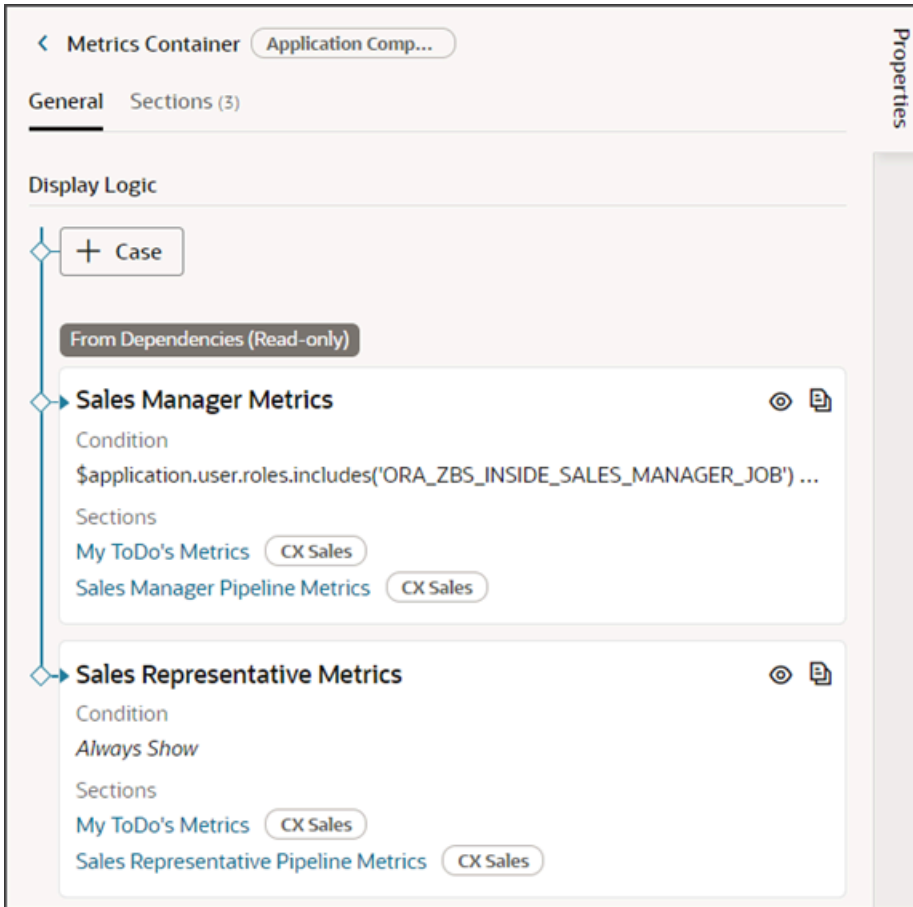 Metrics Container Application Comp...
Properties
General Sections (3)
Display Logic
+ Case
From Dependencies (Read-only)
Sales Manager Metrics
Condition
$application.user.roles.includes('ORA_ZBS_INSIDE_SALES_MANAGER_JOB') ...
Sections
My ToDo's Metrics CX Sales
Sales Manager Pipeline Metrics CX Sales
Sales Representative Metrics
Condition
Always Show
Sections
My ToDo's Metrics CX Sales
Sales Representative Pipeline Metrics CX Sales